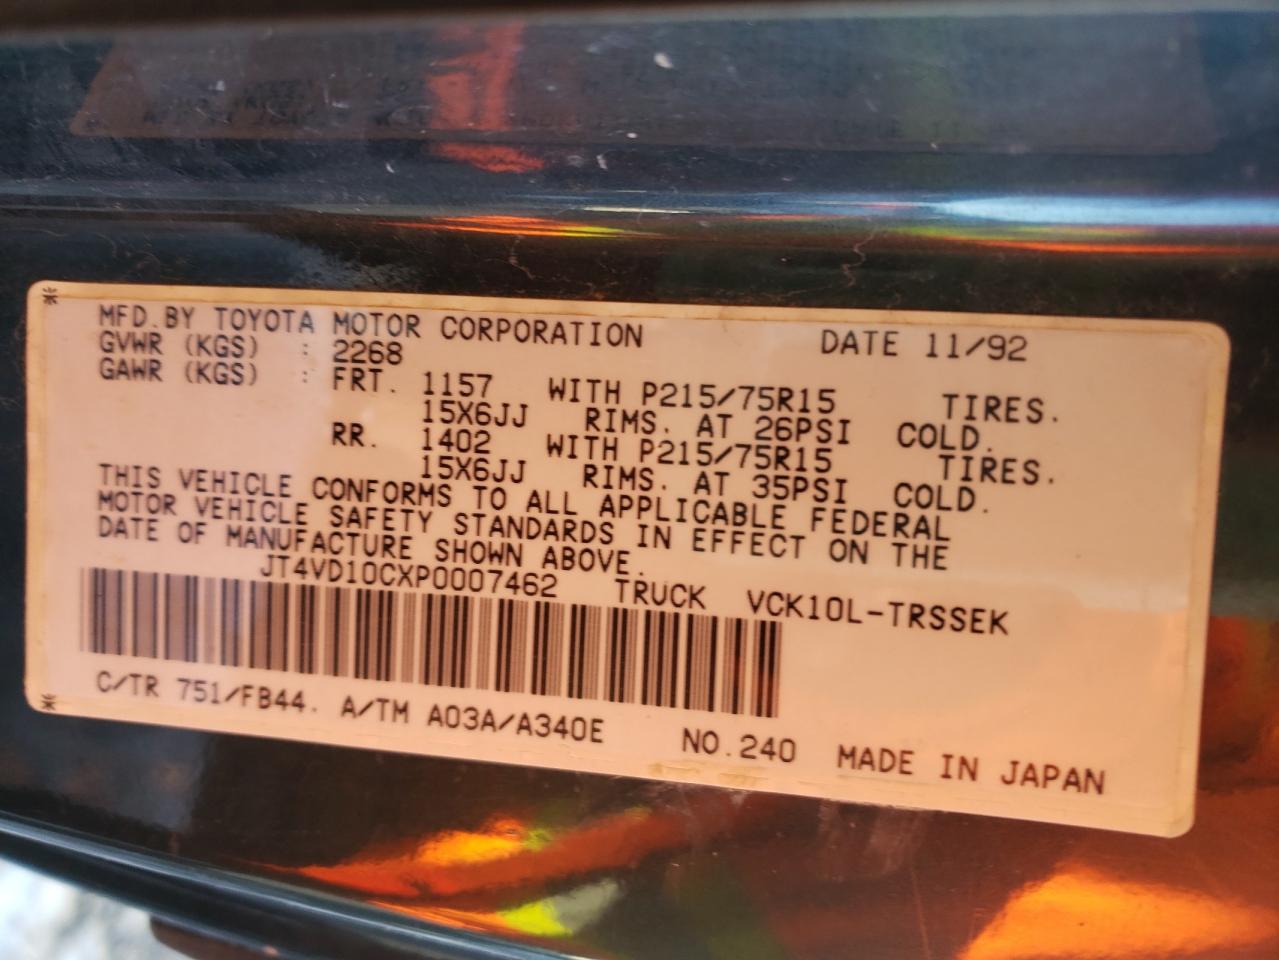 MFD.BY TOYOTA MOTOR CORPORATION DATE 11/92
GVWR (KGS) : 2268
GAWR (KGS) : FRT. 1157 WITH P215/75R15 TIRES.
15X6JJ RIMS. AT 26PSI COLD.
RR. 1402 WITH P215/75R15 TIRES.
15X6JJ RIMS. AT 35PSI COLD.
THIS VEHICLE CONFORMS TO ALL APPLICABLE FEDERAL
MOTOR VEHICLE SAFETY STANDARDS IN EFFECT ON THE
DATE OF MANUFACTURE SHOWN ABOVE.
JT4VD10CXP0007462 TRUCK VCK10L-TRSSEK
C/TR 751/FB44. A/TM A03A/A340E NO.240 MADE IN JAPAN